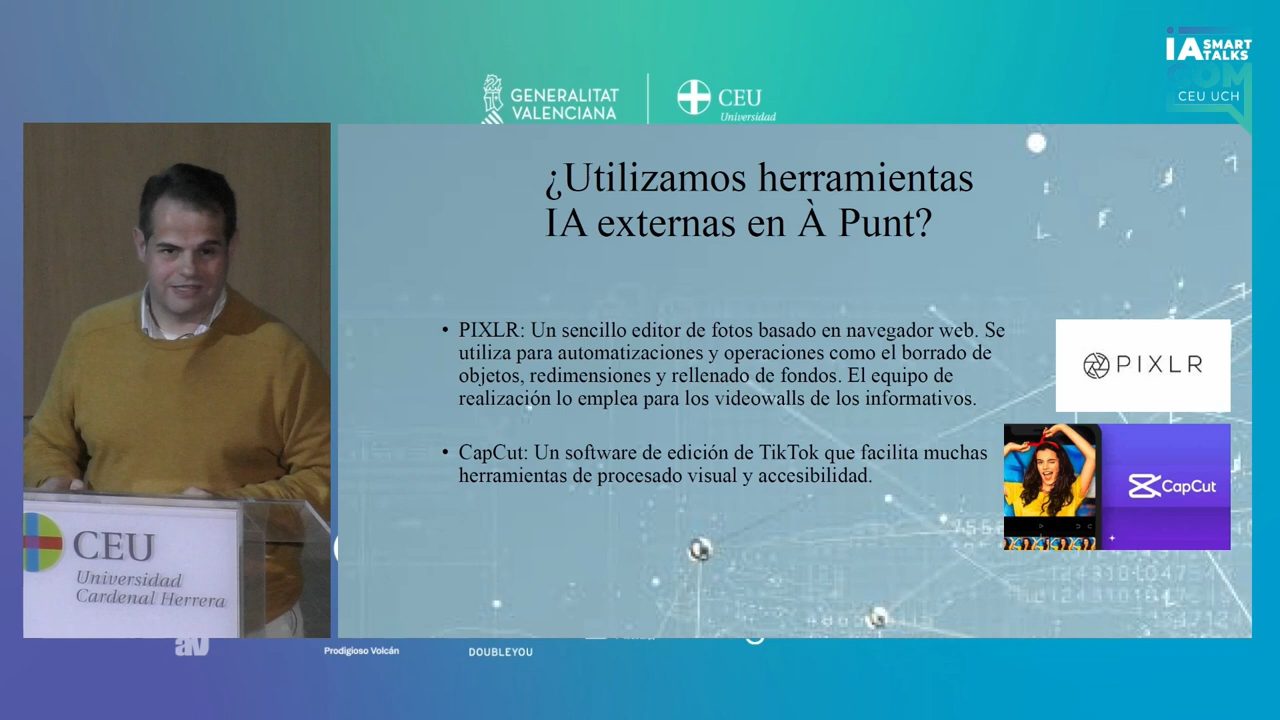 iA SMART
TALKS
COM
CEU UCH
GENERALITAT
VALENCIANA
CEU
Universidad
¿Utilizamos herramientas
IA externas en À Punt?
• PIXLR: Un sencillo editor de fotos basado en navegador web. Se
utiliza para automatizaciones y operaciones como el borrado de
objetos, redimensiones y rellenado de fondos. El equipo de
realización lo emplea para los videowalls de los informativos.
PIXLR
• CapCut: Un software de edición de TikTok que facilita muchas
herramientas de procesado visual y accesibilidad.
CapCut
CEU
Universidad
Cardenal Herrera
av
Prodigioso Volcán
DOUBLEYOU